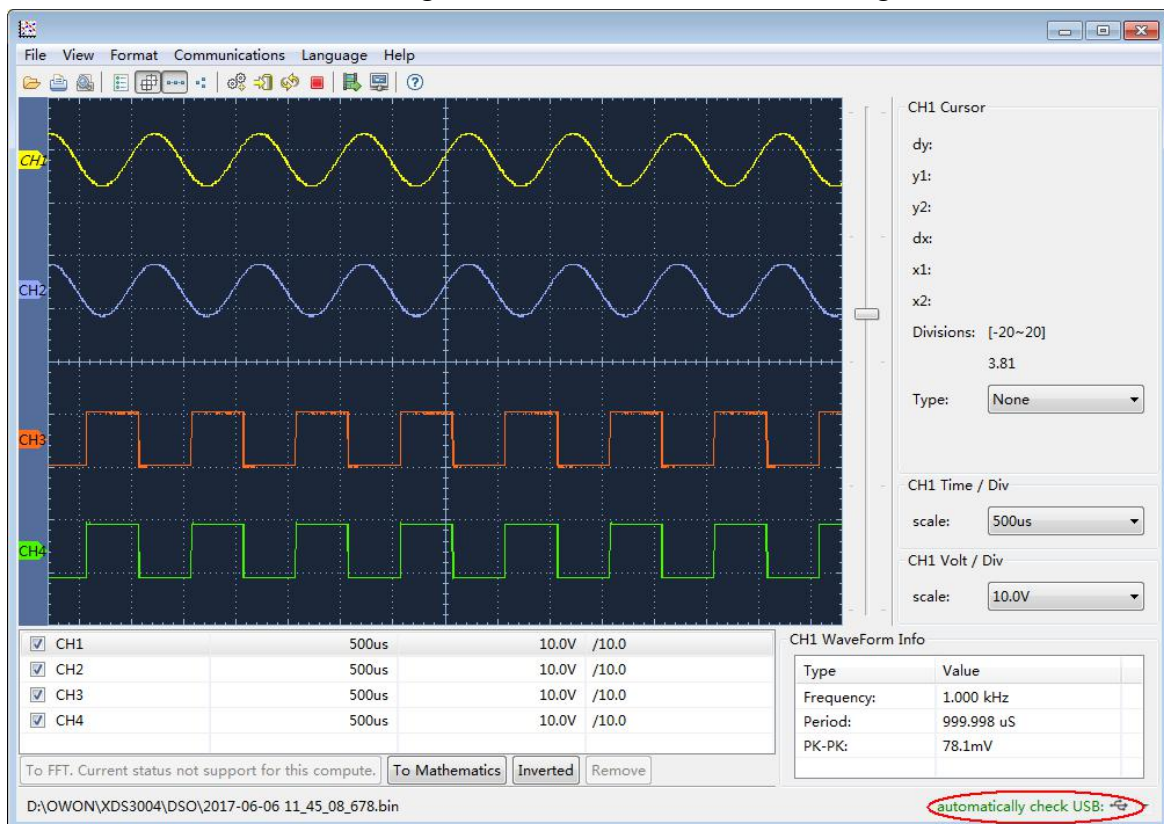 File View Format Communications Language Help
CH1
CH2
CH3
CH4
CH1 Cursor
dy:
y1:
y2:
dx:
x1:
x2:
Divisions: [-20~20]
3.81
Type: None
CH1 Time / Div
scale: 500us
CH1 Volt / Div
scale: 10.0V
CH1 500us 10.0V /10.0
CH2 500us 10.0V /10.0
CH3 500us 10.0V /10.0
CH4 500us 10.0V /10.0
To FFT. Current status not support for this compute. To Mathematics Inverted Remove
CH1 WaveForm Info
Type Value
Frequency: 1.000 kHz
Period: 999.998 uS
PK-PK: 78.1mV
D:\OWON\XDS3004\DSO\2017-06-06 11_45_08_678.bin
automatically check USB: